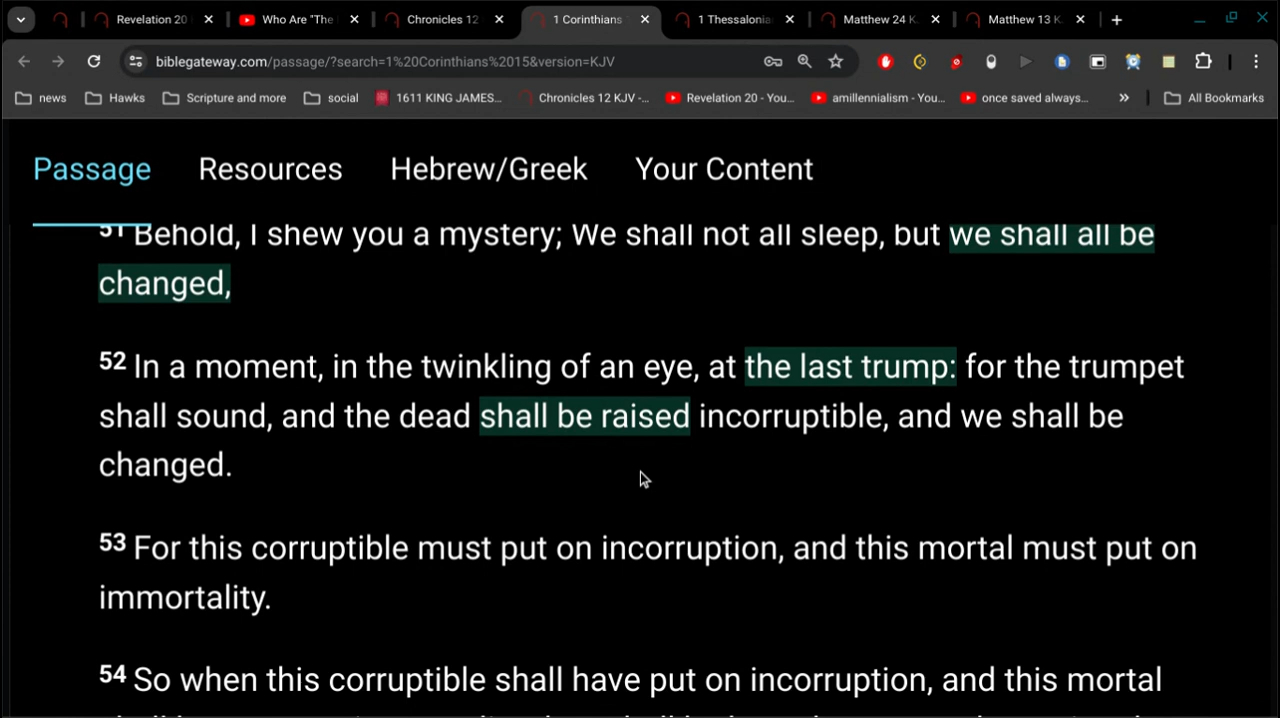 Revelation 20
Who Are "The
Chronicles 12
1 Corinthians
1 Thessalonia
Matthew 24 K
Matthew 13 K
biblegateway.com/passage/?search=1%20Corinthians%2015&version=KJV
news
Hawks
Scripture and more
social
1611 KING JAMES...
Chronicles 12 KJV -...
Revelation 20 - You...
amillennialism - You...
once saved always...
All Bookmarks
Passage
Resources
Hebrew/Greek
Your Content
51 Behold, I shew you a mystery; We shall not all sleep, but we shall all be
changed,
52 In a moment, in the twinkling of an eye, at the last trump: for the trumpet
shall sound, and the dead shall be raised incorruptible, and we shall be
changed.
53 For this corruptible must put on incorruption, and this mortal must put on
immortality.
54 So when this corruptible shall have put on incorruption, and this mortal